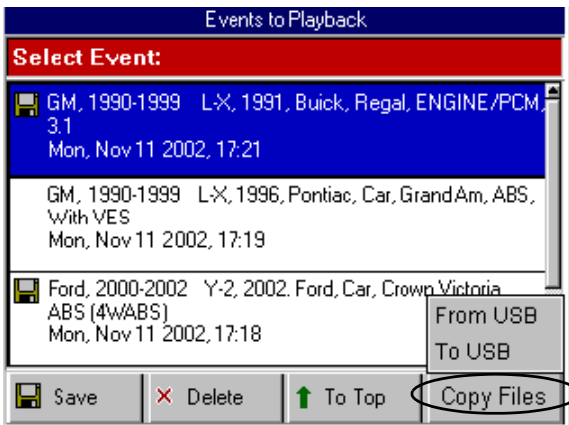 Events to Playback
Select Event:
GM, 1990-1999 L-X, 1991, Buick, Regal, ENGINE/PCM,
3.1
Mon, Nov 11 2002, 17:21
GM, 1990-1999 L-X, 1996, Pontiac, Car, Grand Am, ABS,
With VES
Mon, Nov 11 2002, 17:19
Ford, 2000-2002 Y-2, 2002. Ford, Car, Crown Victoria
ABS (4WABS)
Mon, Nov 11 2002, 17:18
From USB
To USB
Save Delete To Top Copy Files